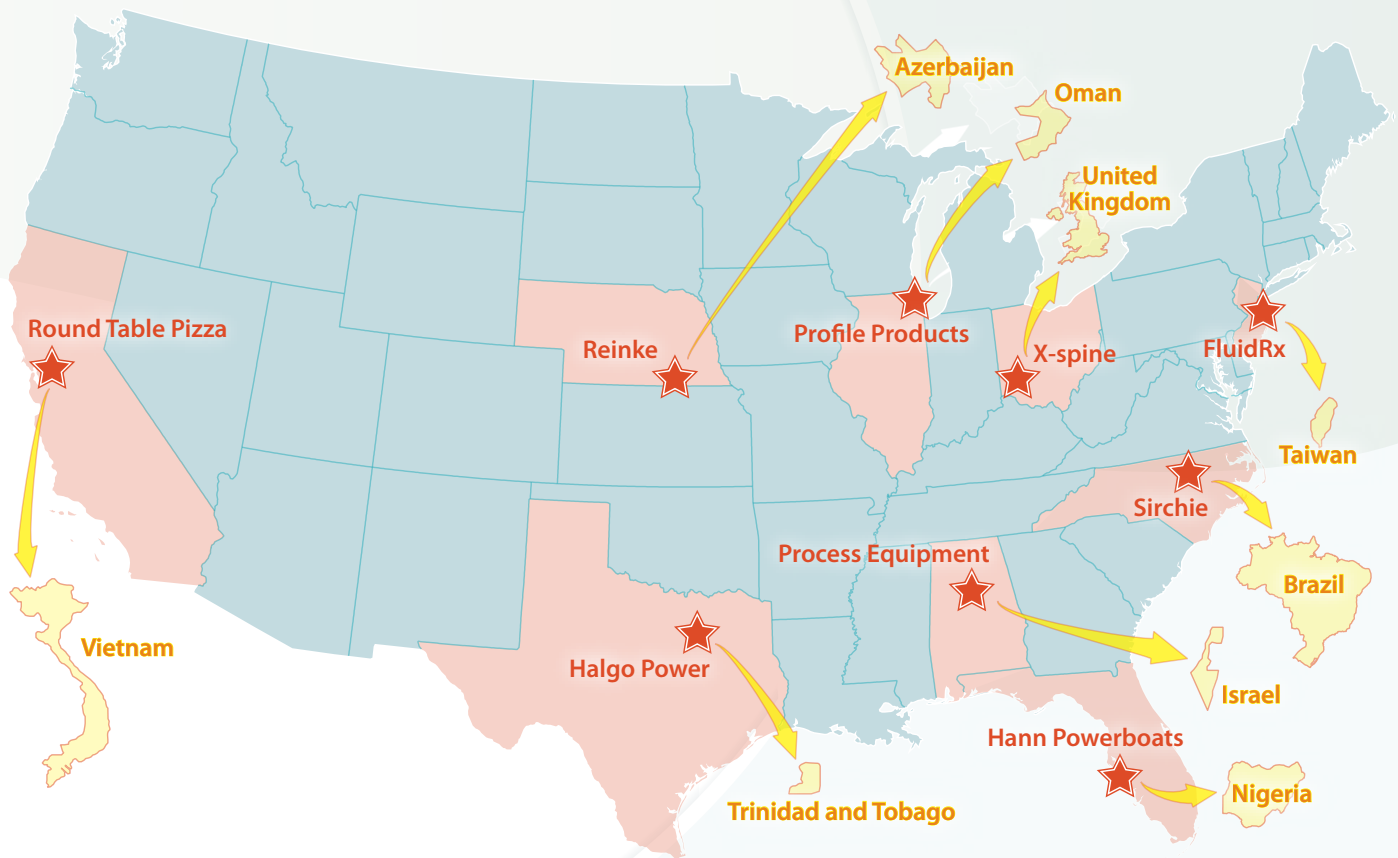 Azerbaijan
Oman
United
Kingdom
Round Table Pizza
Reinke
Profile Products
X-spine
FluidRx
Taiwan
Sirchie
Process Equipment
Brazil
Vietnam
Halgo Power
Israel
Hann Powerboats
Nigeria
Trinidad and Tobago